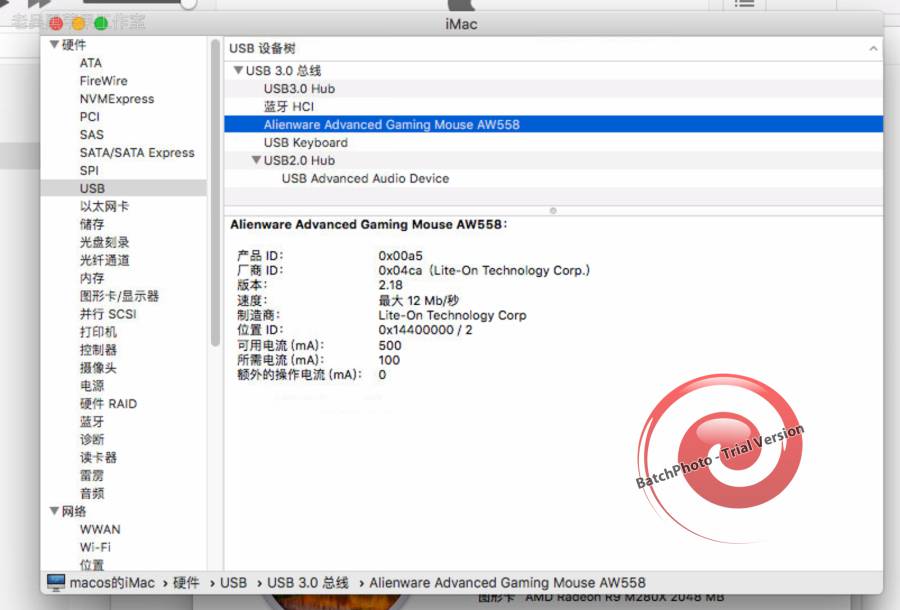 iMac
硬件
ATA
FireWire
NVMExpress
PCI
SAS
SATA/SATA Express
SPI
USB
以太网卡
储存
光盘刻录
光纤通道
内存
图形卡/显示器
并行 SCSI
打印机
控制器
摄像头
电源
硬件 RAID
蓝牙
诊断
读卡器
雷雳
音频
网络
WWAN
Wi-Fi
位置
USB 设备树
USB 3.0 总线
USB3.0 Hub
蓝牙 HCI
Alienware Advanced Gaming Mouse AW558
USB Keyboard
USB2.0 Hub
USB Advanced Audio Device
Alienware Advanced Gaming Mouse AW558：
产品 ID： 0x00a5
厂商 ID： 0x04ca（Lite-On Technology Corp.）
版本： 2.18
速度： 最大 12 Mb/秒
制造商： Lite-On Technology Corp
位置 ID： 0x14400000 / 2
可用电流 (mA)： 500
所需电流 (mA)： 100
额外的操作电流 (mA)： 0
BatchPhoto - Trial Version
macos的iMac › 硬件 › USB › USB 3.0 总线 › Alienware Advanced Gaming Mouse AW558
图形卡 AMD Radeon R9 M280X 2048 MB